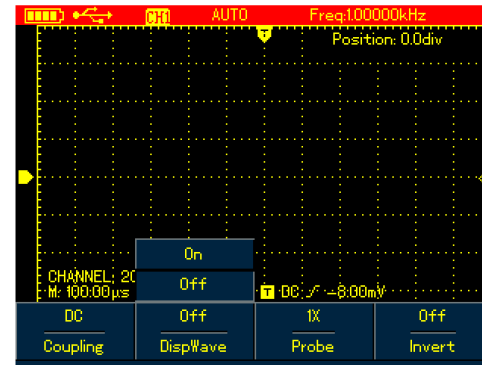 CH1 AUTO Freq:1.00000kHz
T
Position: 0.0div
On
CHANNEL: 20
Off
M: 100.00μs
T DC: -8.00mV
DC Off 1X Off
Coupling DispWave Probe Invert